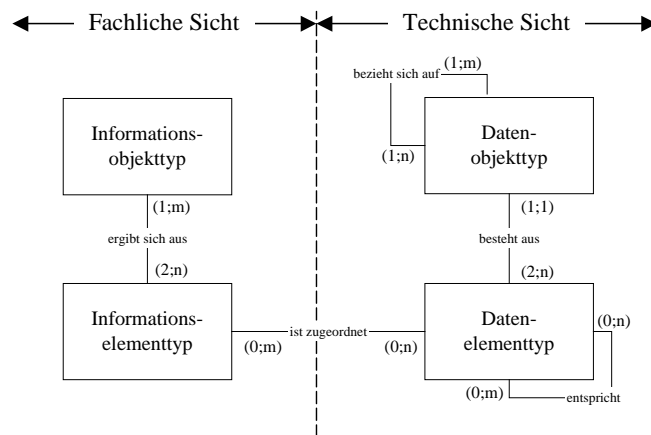 Fachliche Sicht
Technische Sicht
bezieht sich auf
(1;m)
(1;n)
Informations-
objekttyp
Daten-
objekttyp
(1;m)
(1;1)
ergibt sich aus
besteht aus
(2;n)
(2;n)
Informations-
elementtyp
Daten-
elementtyp
(0;m)
ist zugeordnet
(0;n)
(0;n)
(0;m)
entspricht